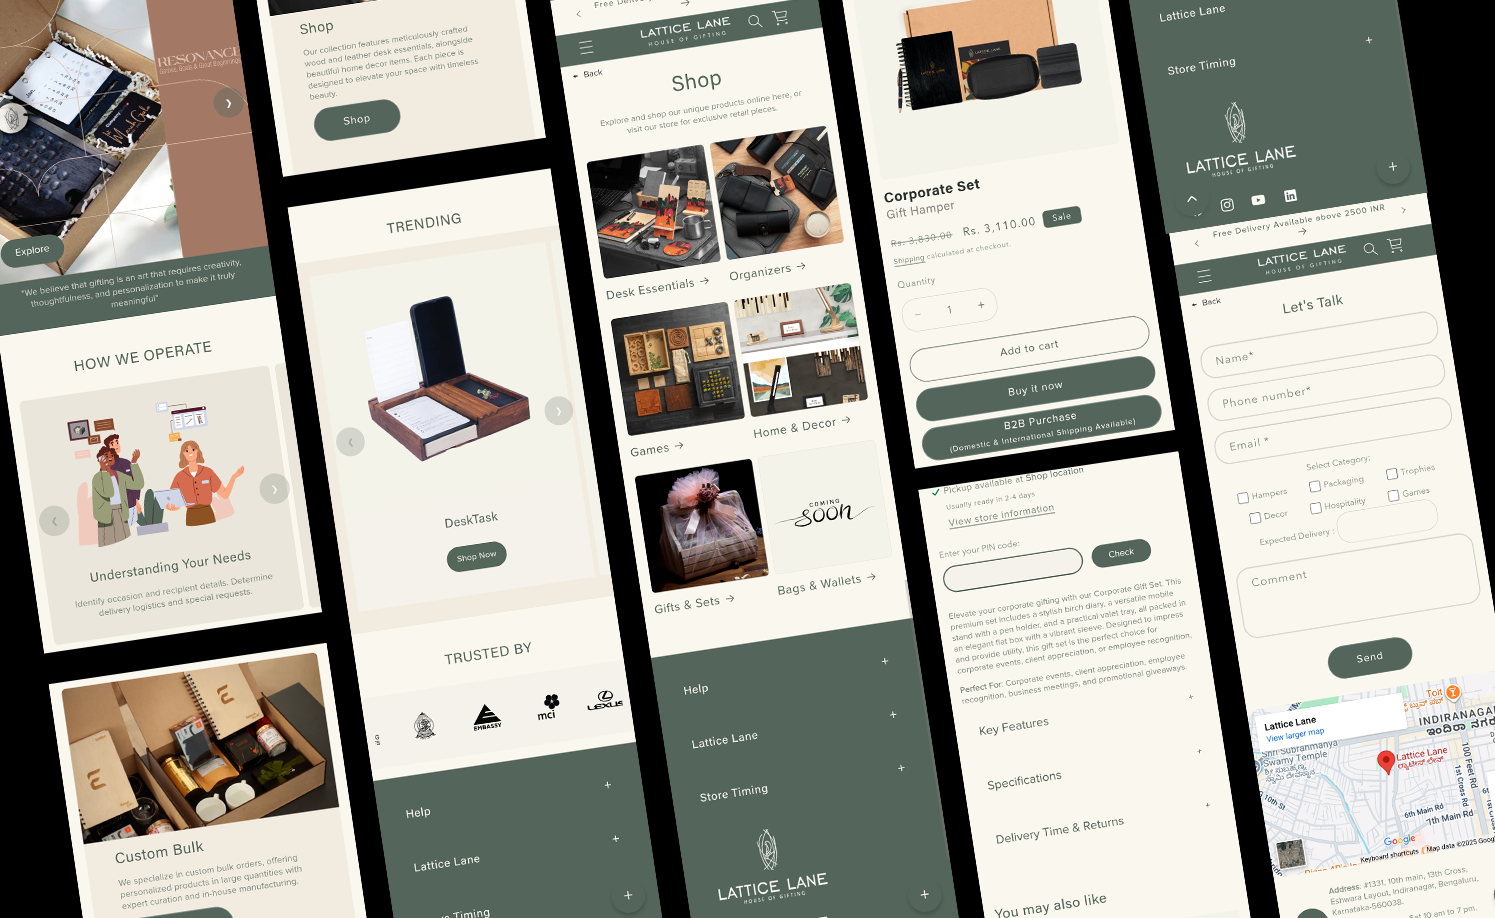 RESONANCE
❯
Explore
"We believe that gifting is an art that requires creativity,
thoughtfulness, and personalization to make it truly
meaningful"
HOW WE OPERATE
❮
❯
Understanding Your Needs
Identify occasion and recipient details. Determine
delivery logistics and special requests.
Custom Bulk
We specialize in custom bulk orders, offering
personalized products in large quantities with
expert curation and in-house manufacturing.
Shop
Our collection features meticulously crafted
wood and leather desk essentials, alongside
beautiful home decor items. Each piece is
designed to elevate your space with timeless
beauty.
Shop
TRENDING
❮
❯
DeskTask
Shop Now
TRUSTED BY
EMBASSY
mci
LEXUS
Help +
Lattice Lane +
Timing +
LATTICE LANE
HOUSE OF GIFTING
← Back
Shop
Explore and shop our unique products online here, or
visit our store for exclusive retail pieces.
Desk Essentials →
Organizers →
Games →
Home & Decor →
COMING
soon
Gifts & Sets →
Bags & Wallets →
Help +
Lattice Lane +
Store Timing +
LATTICE LANE
HOUSE OF GIFTING
+
Corporate Set
Gift Hamper
Rs. 3,830.00 Rs. 3,110.00 Sale
Shipping calculated at checkout.
Quantity
− 1 +
Add to cart
Buy it now
B2B Purchase
(Domestic & International Shipping Available)
Pickup available at Shop location
Usually ready in 2-4 days
View store information
Enter your PIN code:
Check
Elevate your corporate gifting with our Corporate Gift Set. This
premium set includes a stylish birch diary, a versatile mobile
stand with a pen holder, and a practical valet tray, all packed in
an elegant flat box with a vibrant sleeve. Designed to impress
and provide utility, this gift set is the perfect choice for
corporate events, client appreciation, or employee recognition.
Perfect For: Corporate events, client appreciation, employee
recognition, business meetings, and promotional giveaways.
Key Features +
Specifications +
Delivery Time & Returns +
You may also like
Lattice Lane +
Store Timing
LATTICE LANE
HOUSE OF GIFTING
+
Free Delivery Available above 2500 INR
→
LATTICE LANE
HOUSE OF GIFTING
← Back
Let's Talk
Name*
Phone number*
Email *
Select Category:
Hampers
Packaging
Trophies
Decor
Hospitality
Games
Expected Delivery :
Comment
Send
Lattice Lane
View larger map
Toit
INDIRANAGAR
Shri Subrahmanya
Swamy Temple
Lattice Lane
100 Feet Rd
1st Cross Rd
6th Main Rd
7th Main Rd
10th St
Google
Keyboard shortcuts
Map data ©2025 Google
Address: #1331, 10th main, 13th Cross,
Eshwara Layout, Indiranagar, Bengaluru,
Karnataka-560038.
Sat 10 am to 7 pm.